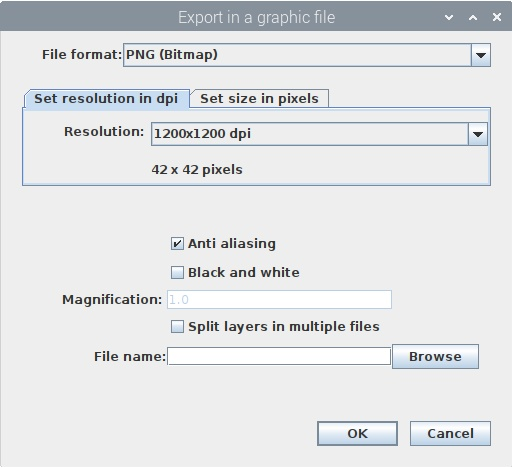 Export in a graphic file
File format: PNG (Bitmap)
Set resolution in dpi Set size in pixels
Resolution: 1200x1200 dpi
42 x 42 pixels
Anti aliasing
Black and white
Magnification: 1.0
Split layers in multiple files
File name: Browse
OK Cancel